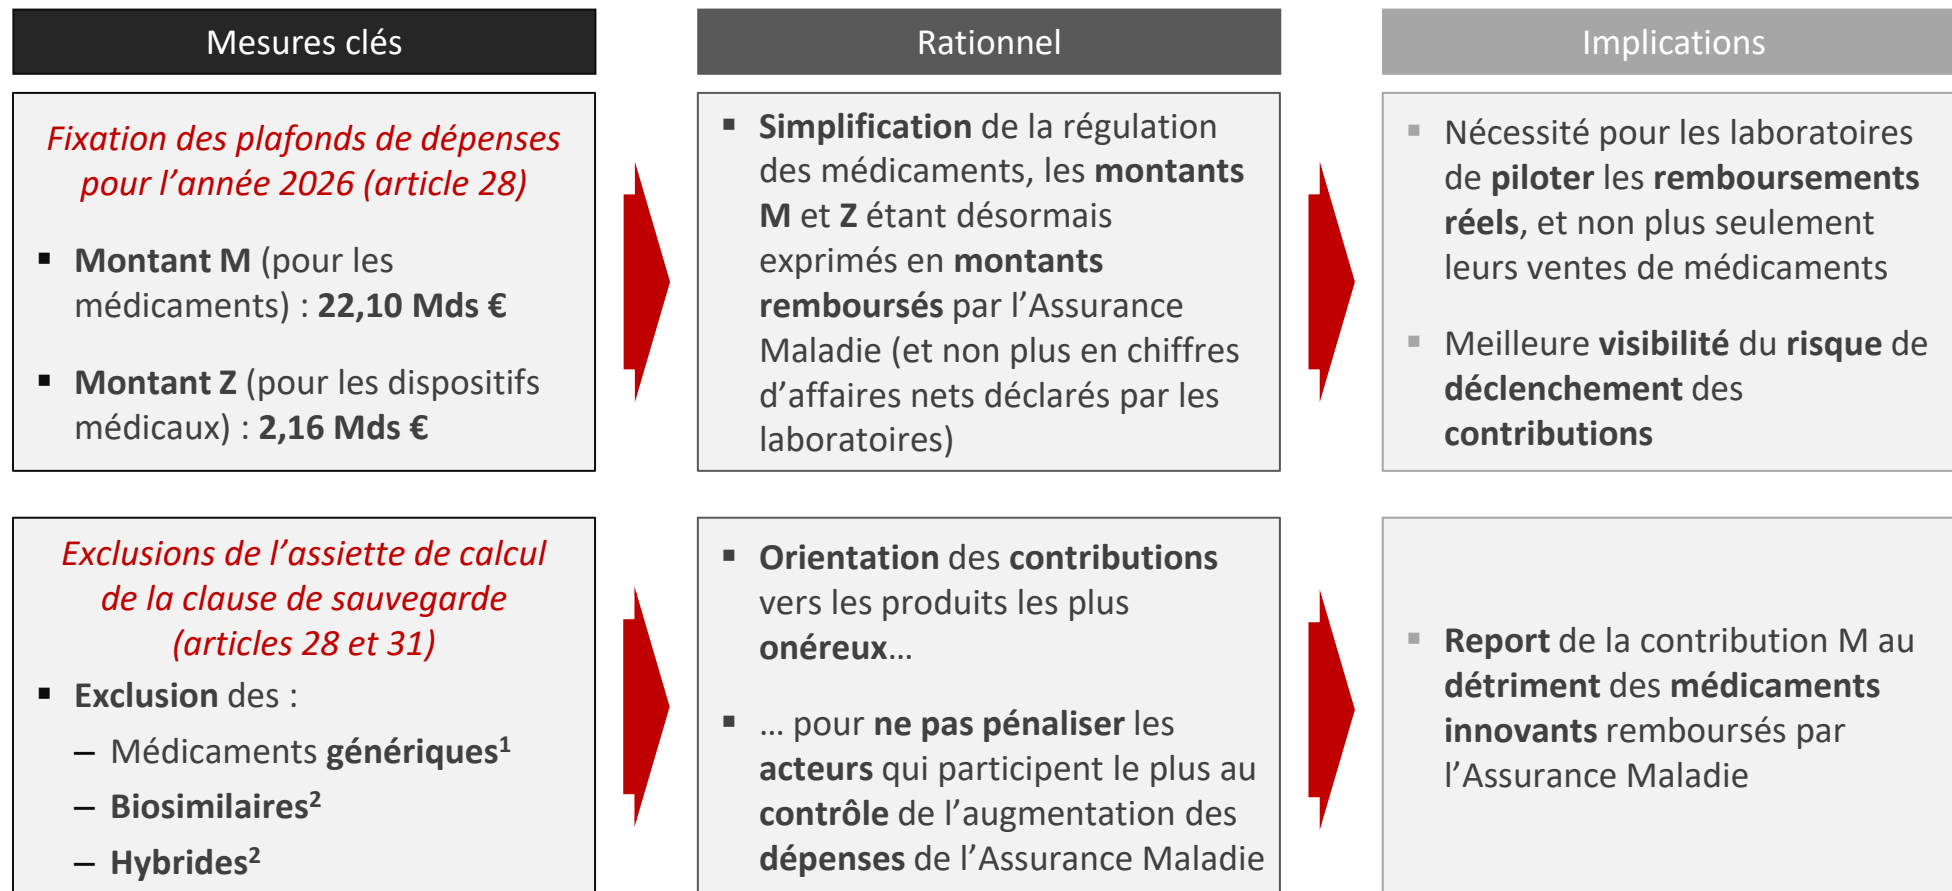 Mesures clés
Rationnel
Implications
Fixation des plafonds de dépenses
pour l’année 2026 (article 28)
▪ Montant M (pour les
médicaments) : 22,10 Mds €
▪ Montant Z (pour les dispositifs
médicaux) : 2,16 Mds €
▪ Simplification de la régulation
des médicaments, les montants
M et Z étant désormais
exprimés en montants
remboursés par l’Assurance
Maladie (et non plus en chiffres
d’affaires nets déclarés par les
laboratoires)
▪ Nécessité pour les laboratoires
de piloter les remboursements
réels, et non plus seulement
leurs ventes de médicaments
▪ Meilleure visibilité du risque de
déclenchement des
contributions
Exclusions de l’assiette de calcul
de la clause de sauvegarde
(articles 28 et 31)
▪ Exclusion des :
– Médicaments génériques¹
– Biosimilaires²
– Hybrides²
▪ Orientation des contributions
vers les produits les plus
onéreux…
▪ … pour ne pas pénaliser les
acteurs qui participent le plus au
contrôle de l’augmentation des
dépenses de l’Assurance Maladie
▪ Report de la contribution M au
détriment des médicaments
innovants remboursés par
l’Assurance Maladie